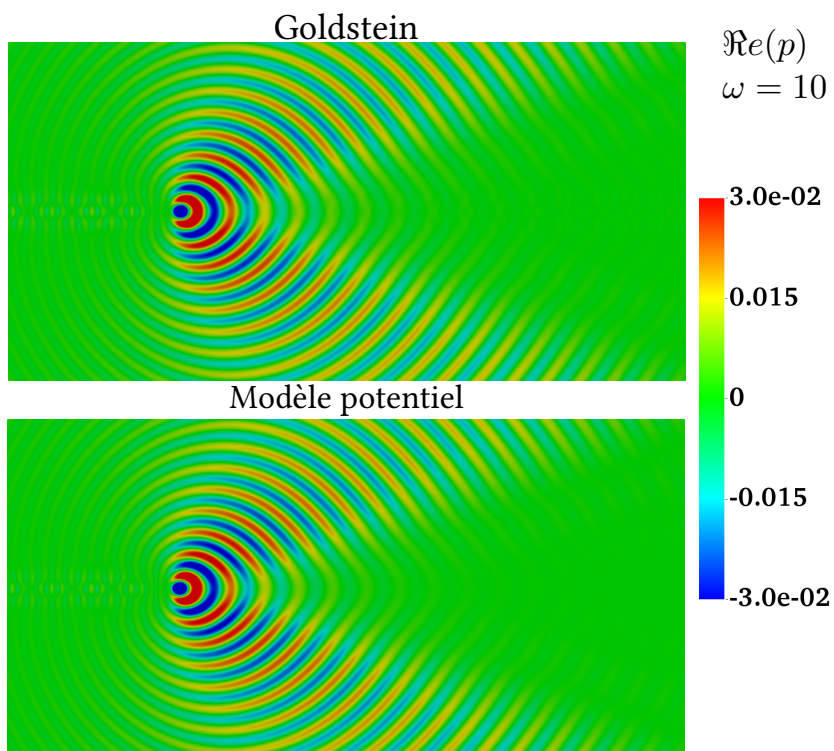 Goldstein
ℜe(p)
ω = 10
3.0e-02
0.015
0
-0.015
-3.0e-02
Modèle potentiel